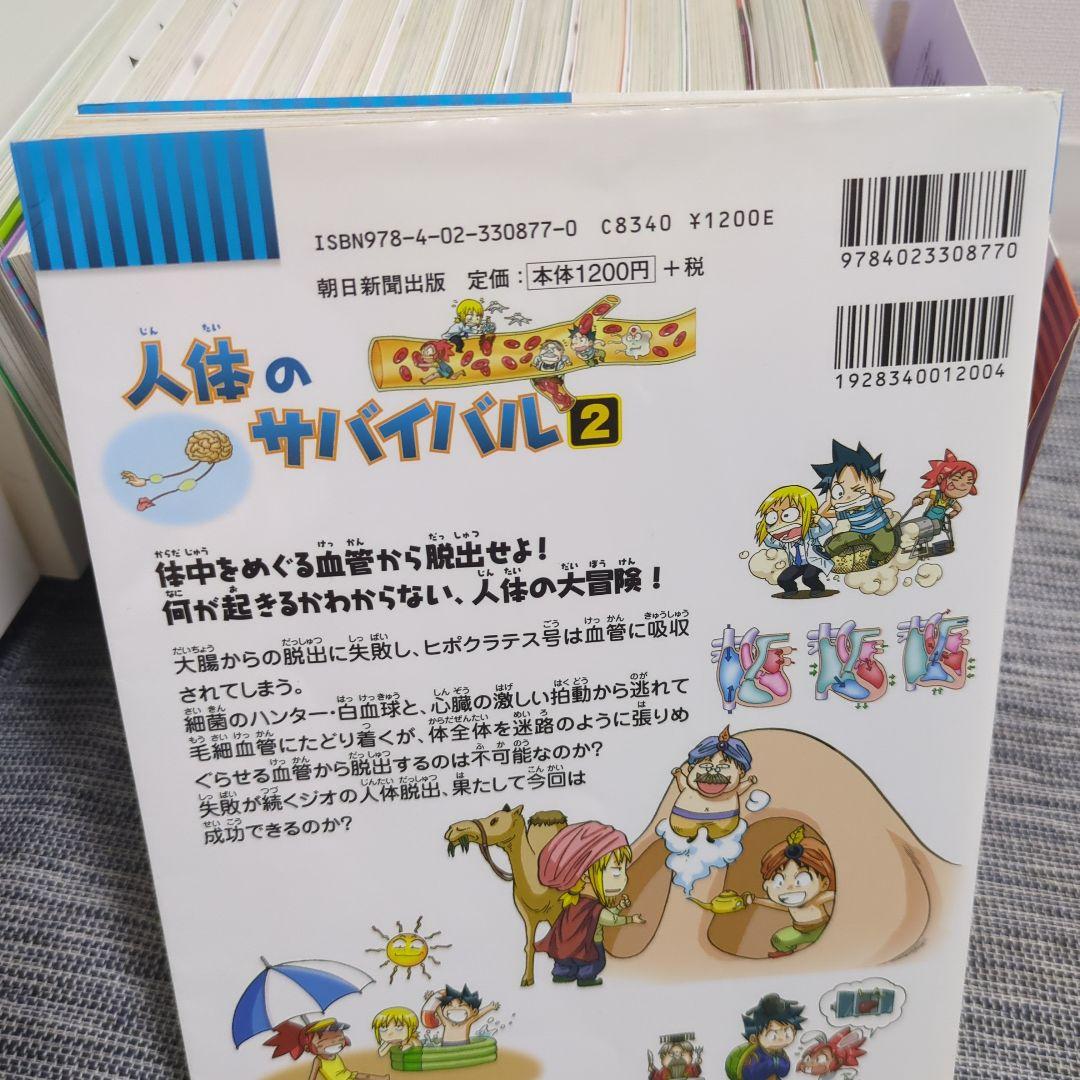 ISBN978-4-02-330877-0 C8340 ¥1200E
9784023308770
朝日新聞出版 定価：本体1200円＋税
1928340012004
人体の
サバイバル2
体中をめぐる血管から脱出せよ！
何が起きるかわからない、人体の大冒険！
大腸からの脱出に失敗し、ヒポクラテス号は血管に吸収
されてしまう。
細菌のハンター・白血球と、心臓の激しい拍動から逃れて
毛細血管にたどり着くが、体全体を迷路のように張りめ
ぐらせる血管から脱出するのは不可能なのか？
失敗が続くジオの人体脱出、果たして今回は
成功できるのか？